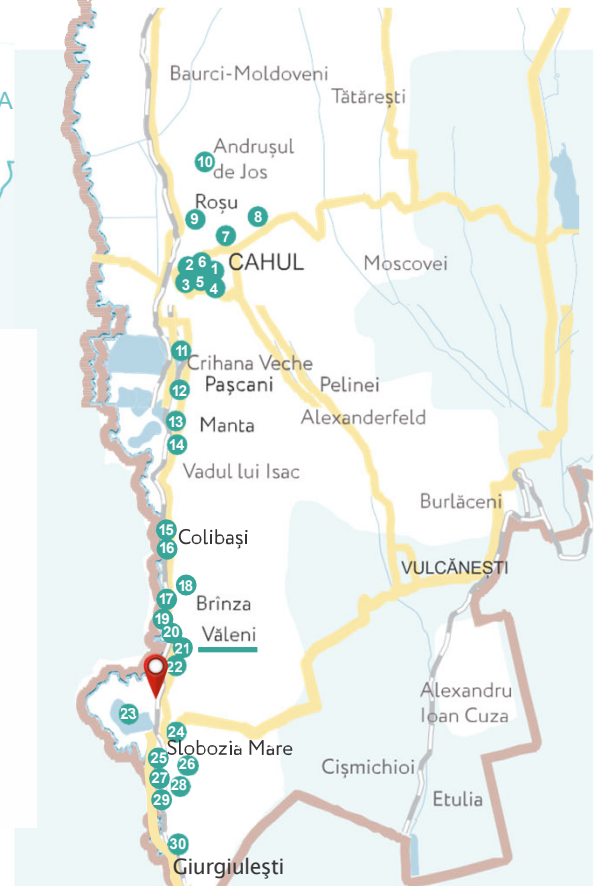 Baurci-Moldoveni
Tătărești
A
Andrușul
10
de Jos
Roșu
9
8
7
2
6
1
CAHUL
Moscovei
3
5
4
11
Crihana Veche
12
Pașcani
Pelinei
13
Manta
Alexanderfeld
14
Vadul lui Isac
Burlăceni
15
Colibași
16
VULCĂNEȘTI
18
17
Brînza
19
20
Văleni
21
22
23
Alexandru
Ioan Cuza
24
Slobozia Mare
25
26
Cișmichioi
27
28
29
Etulia
30
Giurgiulești